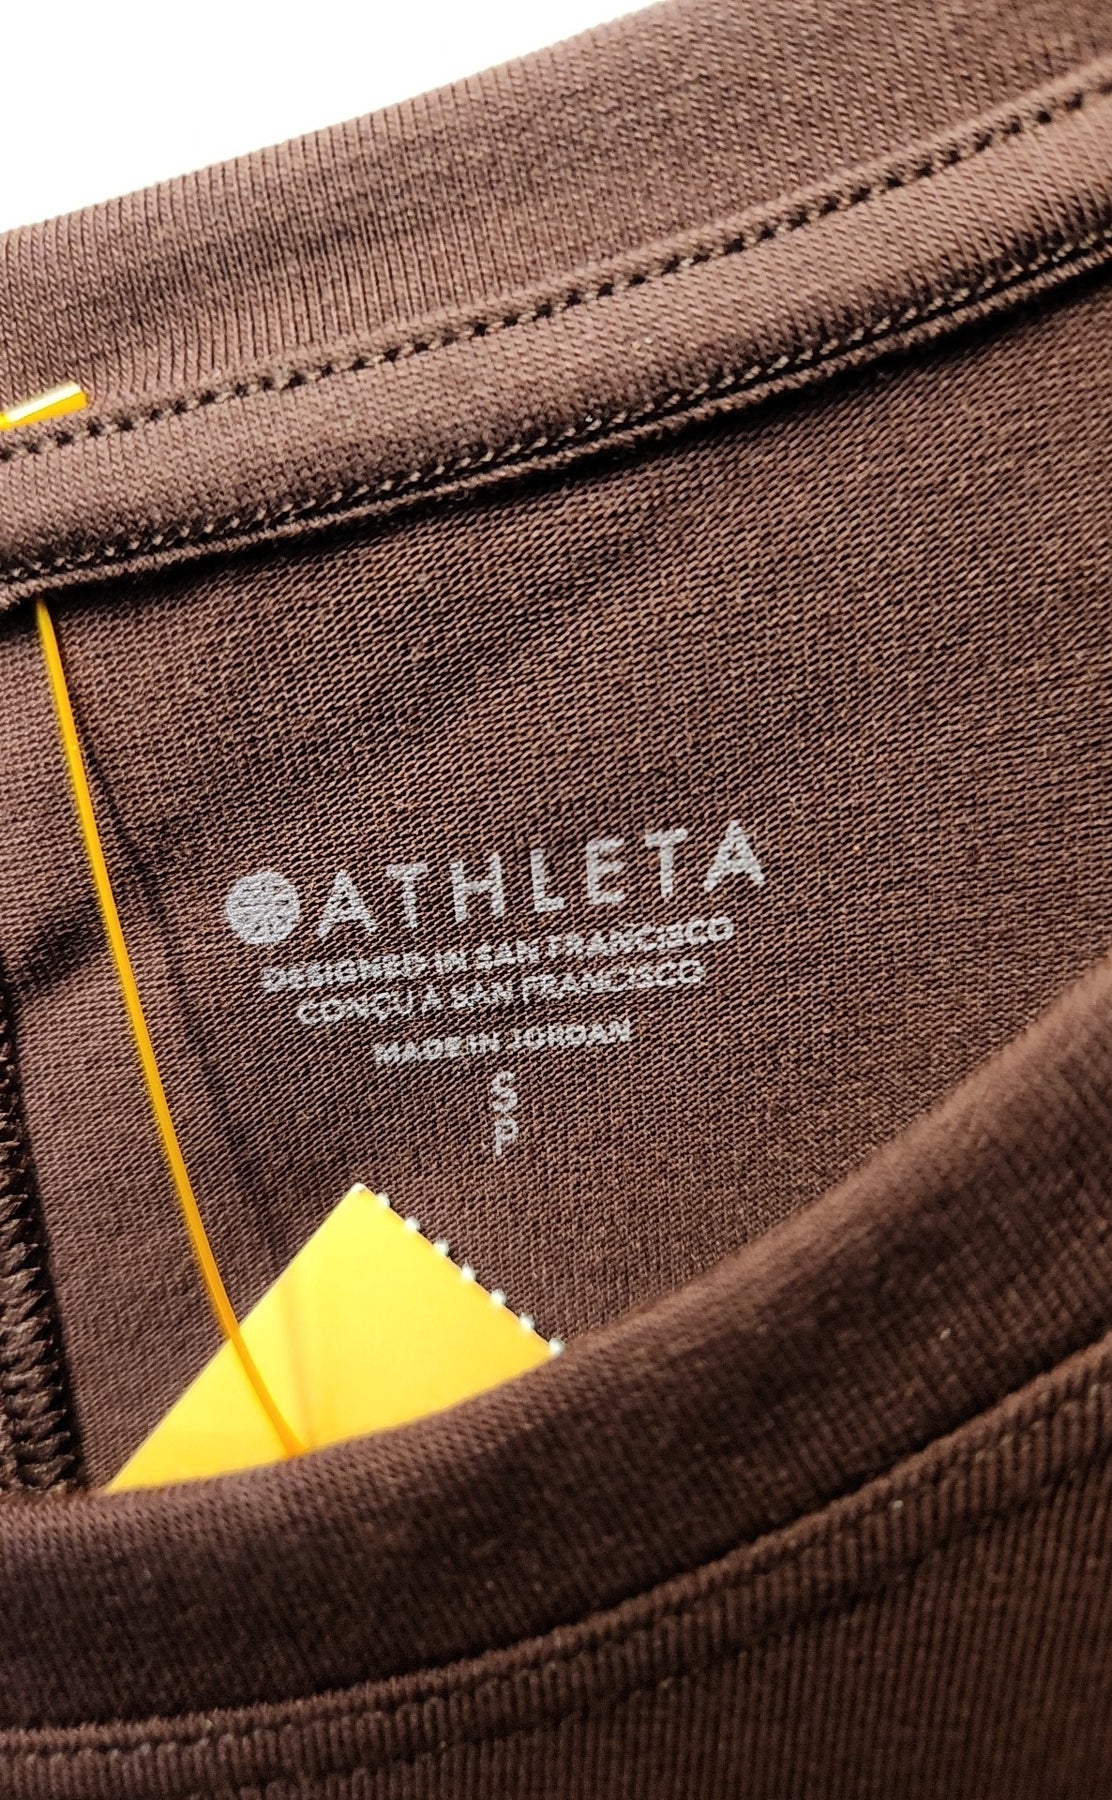 ATHLETA
DESIGNED IN SAN FRANCISCO
CONÇU À SAN FRANCISCO
MADE IN JORDAN
S
P